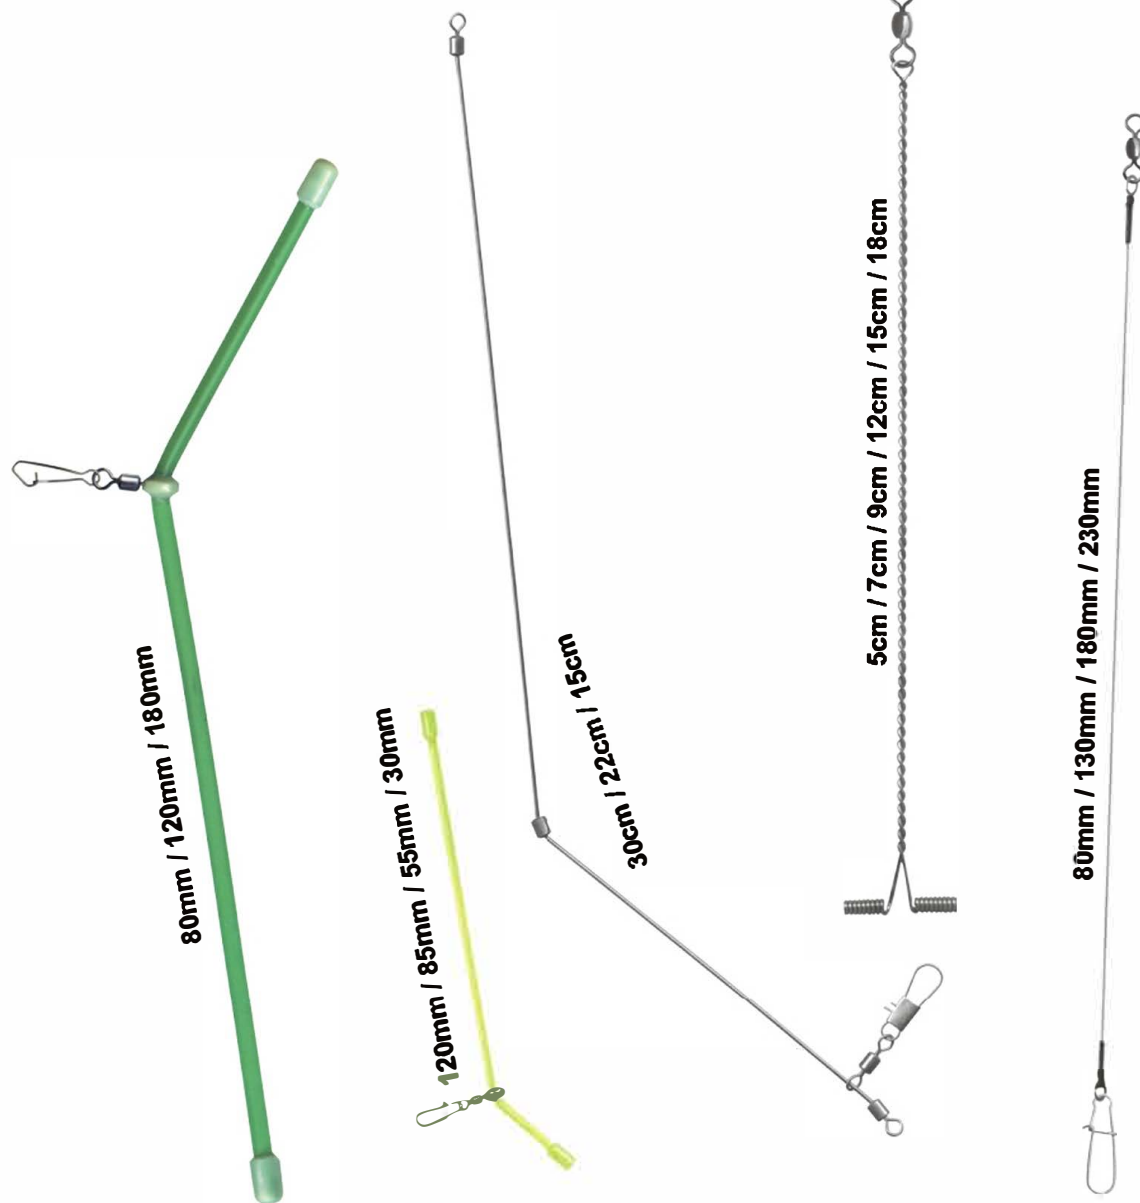 80mm / 120mm / 180mm
120mm / 85mm / 55mm / 30mm
30cm / 22cm / 15cm
5cm / 7cm / 9cm / 12cm / 15cm / 18cm
80mm / 130mm / 180mm / 230mm